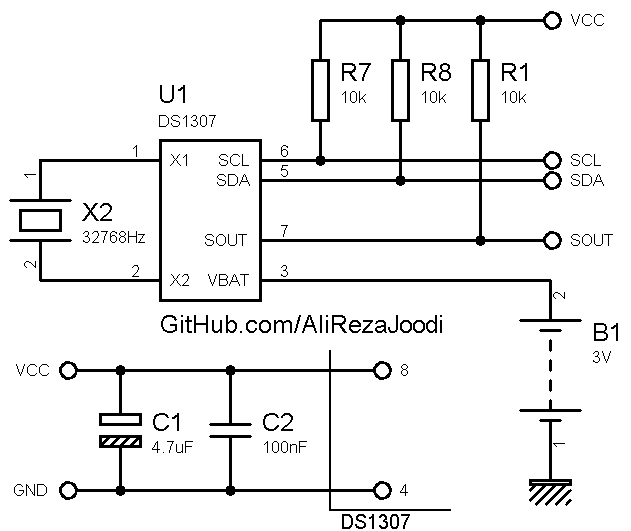 VCC
R7
10k
R8
10k
R1
10k
U1
DS1307
1
X1
SCL
6
SCL
SDA
5
SDA
1
X2
32768Hz
2
SOUT
7
SOUT
2
X2
VBAT
3
2
GitHub.com/AliRezaJoodi
B1
3V
1
VCC
8
C1
4.7uF
C2
100nF
GND
4
DS1307